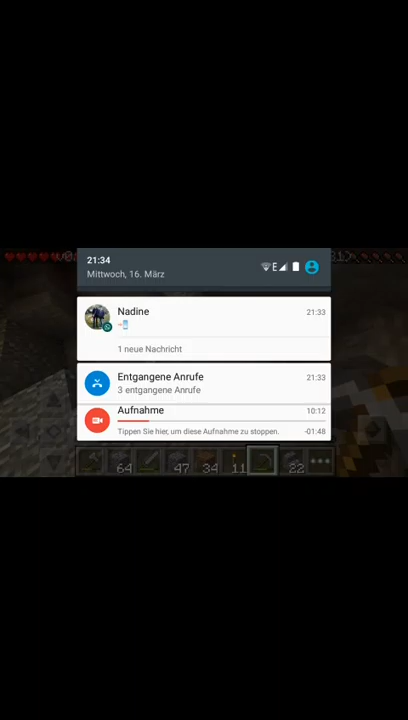 21:34
Mittwoch, 16. März
E
Nadine 21:33
1 neue Nachricht
Entgangene Anrufe 21:33
3 entgangene Anrufe
Aufnahme 10:12
Tippen Sie hier, um diese Aufnahme zu stoppen. -01:48
64 47 34 11 22